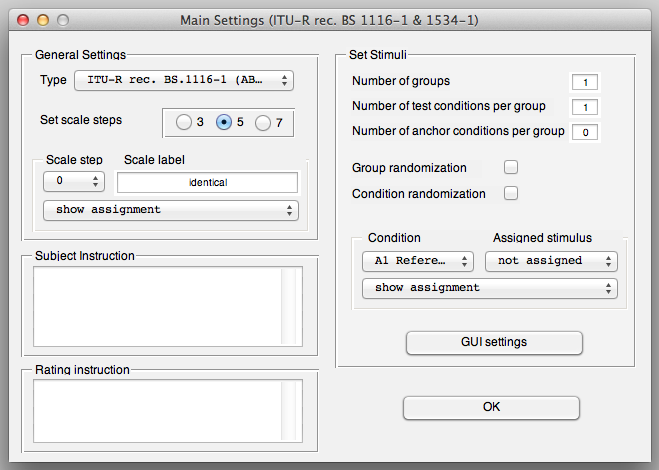 Main Settings (ITU-R rec. BS 1116-1 & 1534-1)
General Settings
Type ITU-R rec. BS.1116-1 (AB…
Set scale steps 3 5 7
Scale step Scale label
0 identical
show assignment
Subject Instruction
Rating instruction
Set Stimuli
Number of groups 1
Number of test conditions per group 1
Number of anchor conditions per group 0
Group randomization
Condition randomization
Condition Assigned stimulus
A1 Refere… not assigned
show assignment
GUI settings
OK